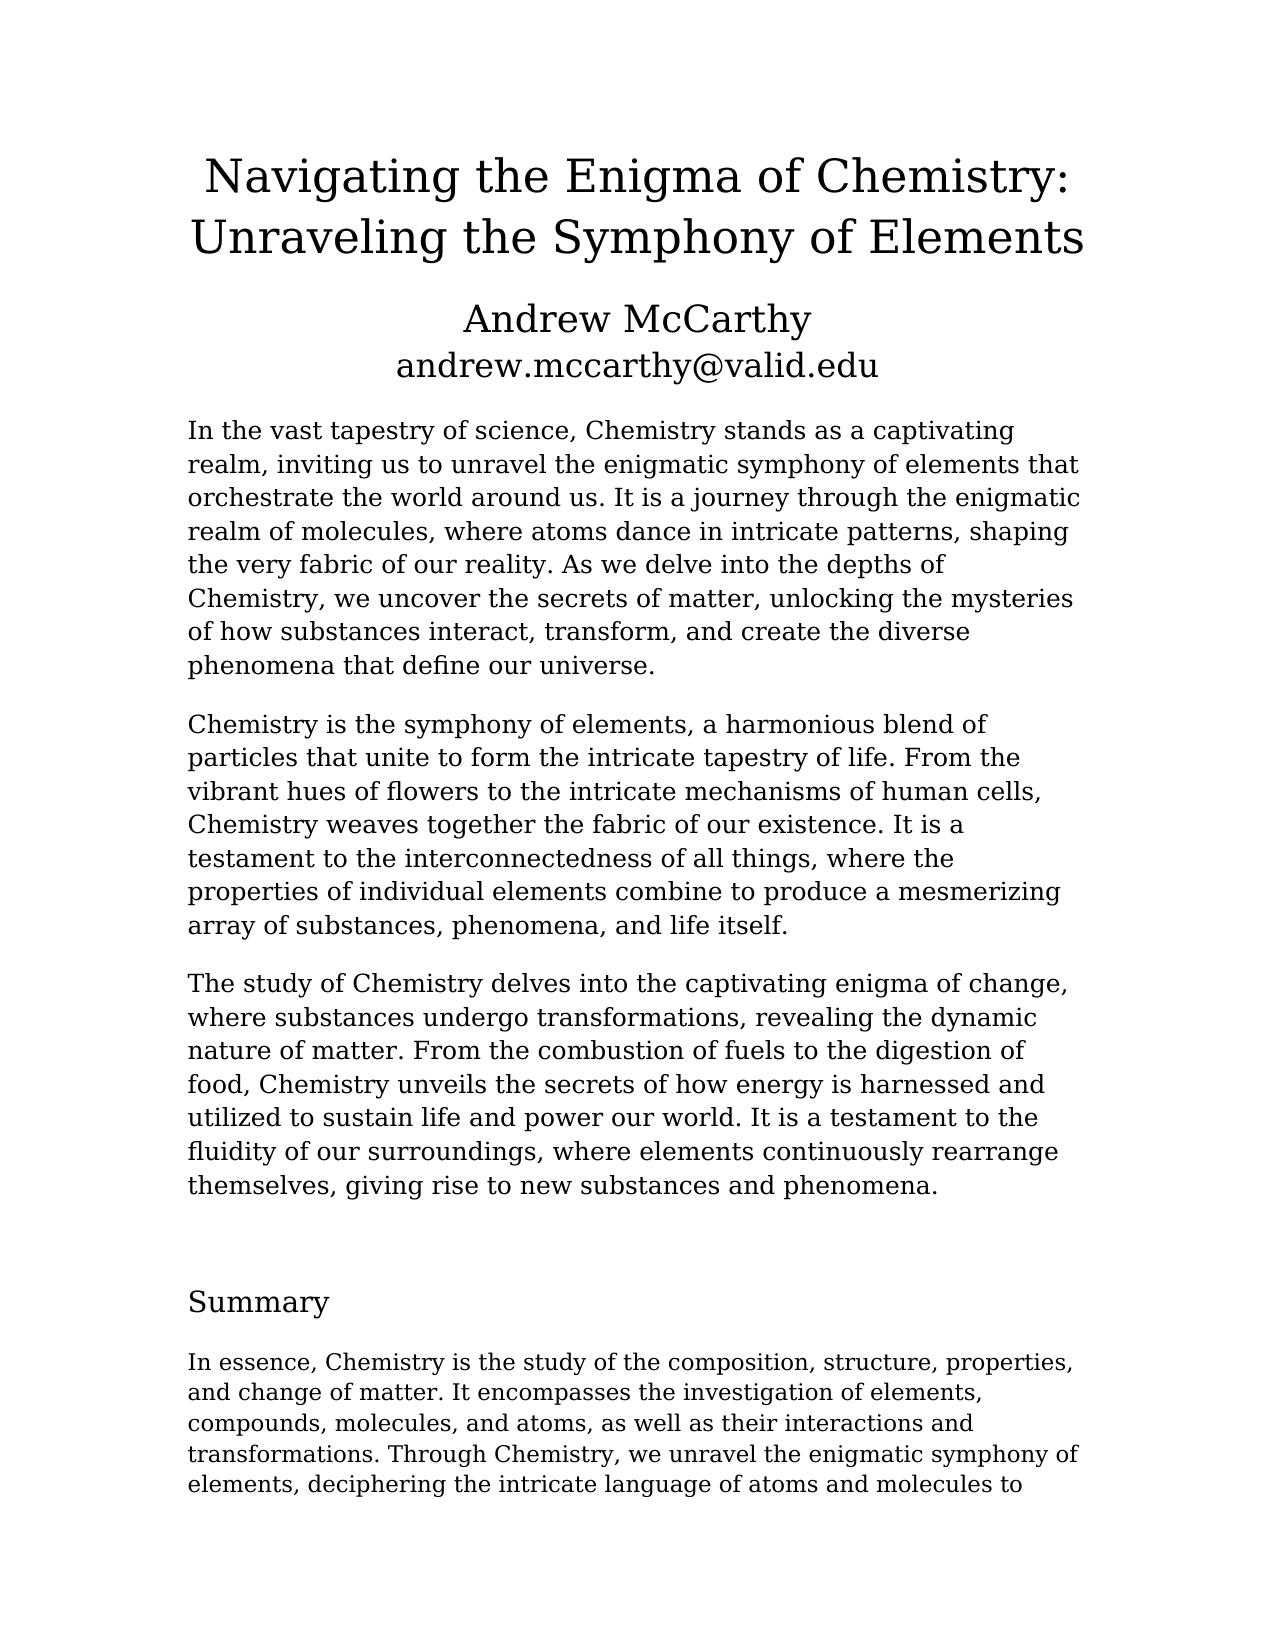 Navigating the Enigma of Chemistry:
Unraveling the Symphony of Elements
Andrew McCarthy
andrew.mccarthy@valid.edu
In the vast tapestry of science, Chemistry stands as a captivating
realm, inviting us to unravel the enigmatic symphony of elements that
orchestrate the world around us. It is a journey through the enigmatic
realm of molecules, where atoms dance in intricate patterns, shaping
the very fabric of our reality. As we delve into the depths of
Chemistry, we uncover the secrets of matter, unlocking the mysteries
of how substances interact, transform, and create the diverse
phenomena that define our universe.
Chemistry is the symphony of elements, a harmonious blend of
particles that unite to form the intricate tapestry of life. From the
vibrant hues of flowers to the intricate mechanisms of human cells,
Chemistry weaves together the fabric of our existence. It is a
testament to the interconnectedness of all things, where the
properties of individual elements combine to produce a mesmerizing
array of substances, phenomena, and life itself.
The study of Chemistry delves into the captivating enigma of change,
where substances undergo transformations, revealing the dynamic
nature of matter. From the combustion of fuels to the digestion of
food, Chemistry unveils the secrets of how energy is harnessed and
utilized to sustain life and power our world. It is a testament to the
fluidity of our surroundings, where elements continuously rearrange
themselves, giving rise to new substances and phenomena.
Summary
In essence, Chemistry is the study of the composition, structure, properties,
and change of matter. It encompasses the investigation of elements,
compounds, molecules, and atoms, as well as their interactions and
transformations. Through Chemistry, we unravel the enigmatic symphony of
elements, deciphering the intricate language of atoms and molecules to